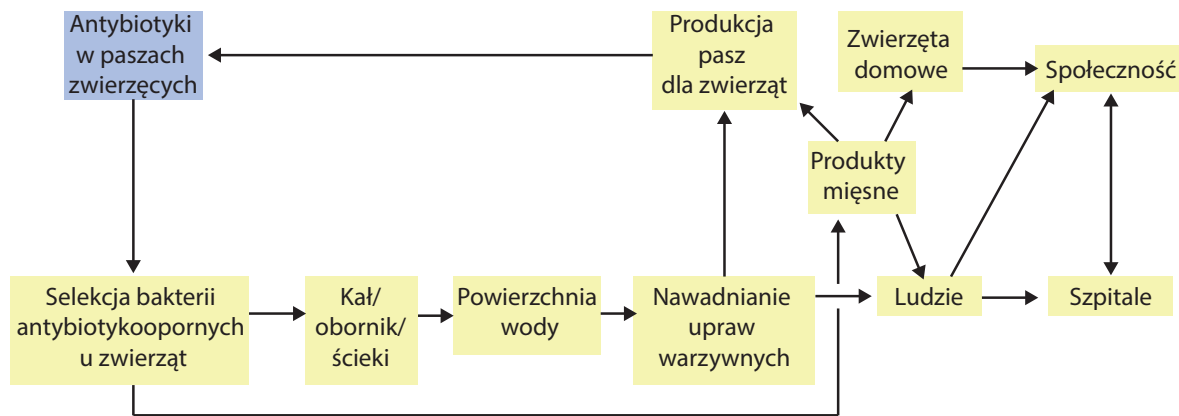 Antybiotyki
w paszach
zwierzęcych
Produkcja
pasz
dla zwierząt
Zwierzęta
domowe
Społeczność
Produkty
mięsne
Selekcja bakterii
antybiotykoopornych
u zwierząt
Kał/
obornik/
ścieki
Powierzchnia
wody
Nawadnianie
upraw
warzywnych
Ludzie
Szpitale